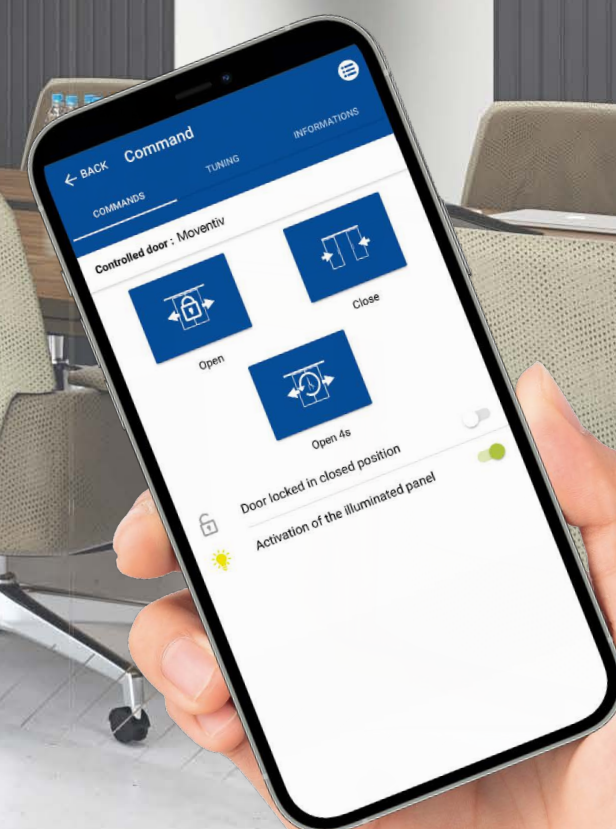 ← BACK Command
COMMANDS TUNING INFORMATIONS
Controlled door : Moventiv
Open
Close
Open 4s
Door locked in closed position
Activation of the illuminated panel